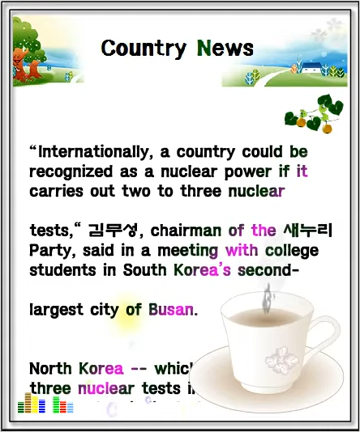 Country News
“Internationally, a country could be
recognized as a nuclear power if it
carries out two to three nuclear
tests,“ 김무성, chairman of the 새누리
Party, said in a meeting with college
students in South Korea's second-
largest city of Busan.
North Korea --
three nuclear tests